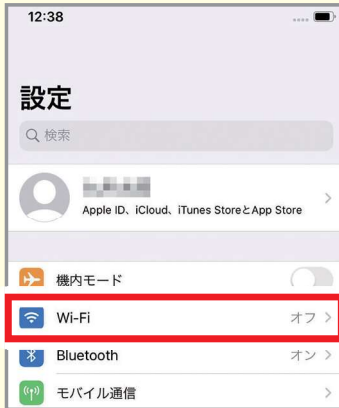 12:38
設定
検索
Apple ID、iCloud、iTunes StoreとApp Store
機内モード
Wi-Fi
オフ
Bluetooth
オン
モバイル通信